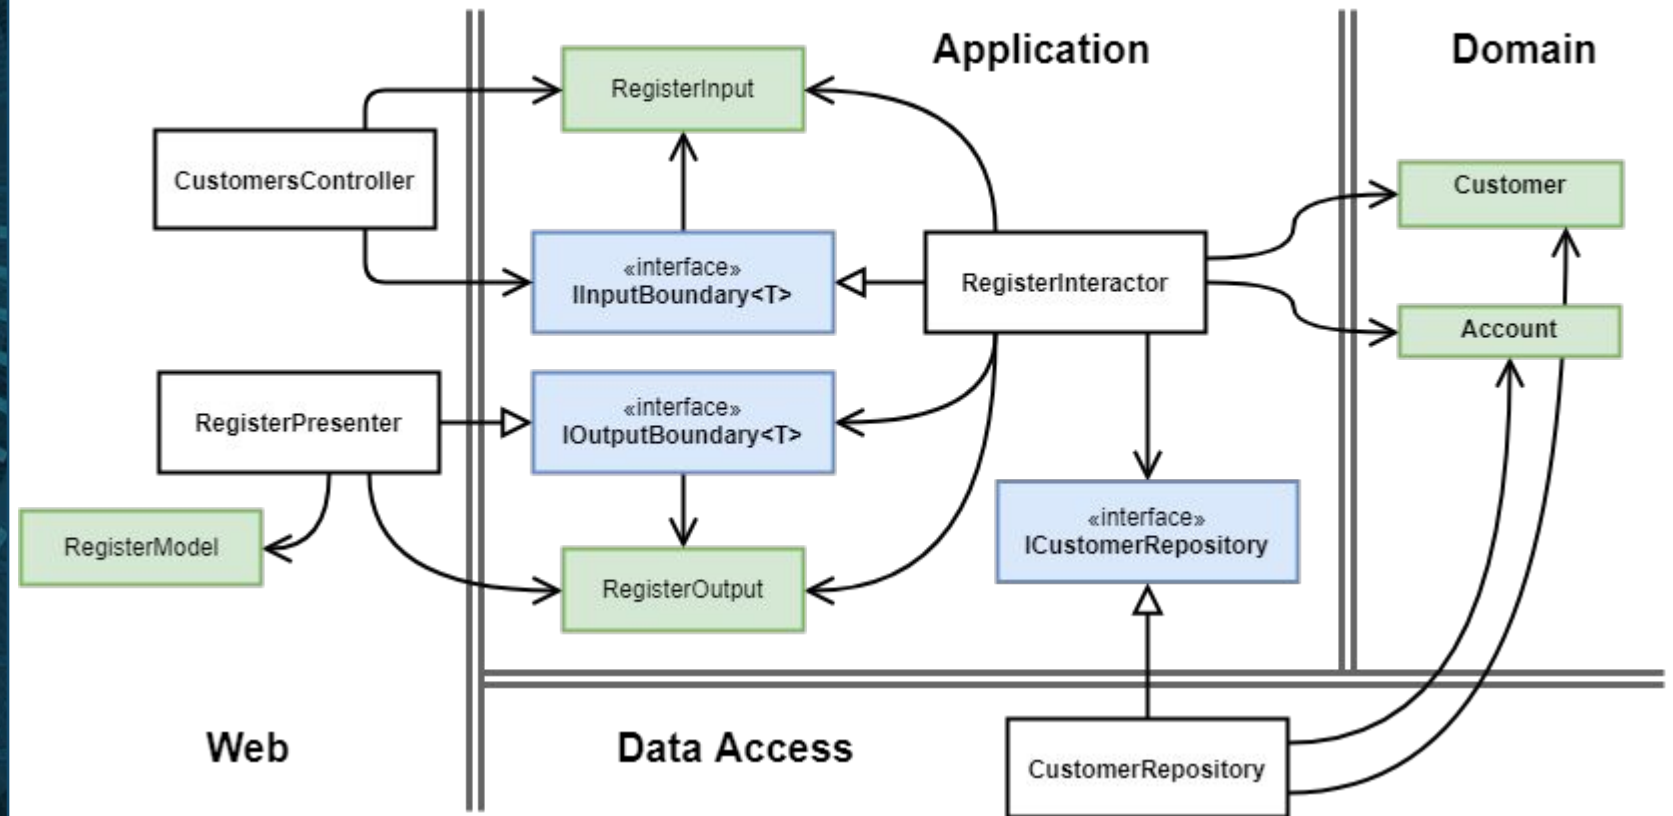 Application
Domain
RegisterInput
CustomersController
Customer
«interface»
IInputBoundary<T>
RegisterInteractor
Account
RegisterPresenter
«interface»
IOutputBoundary<T>
«interface»
ICustomerRepository
RegisterModel
RegisterOutput
Web
Data Access
CustomerRepository